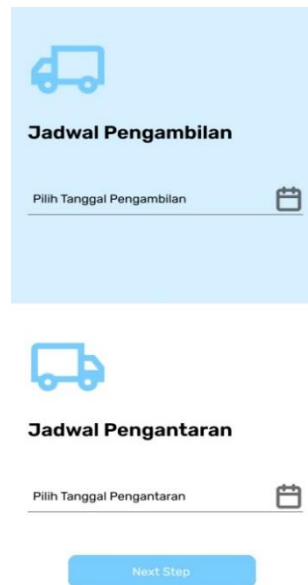 Jadwal Pengambilan
Pilih Tanggal Pengambilan
Jadwal Pengantaran
Pilih Tanggal Pengantaran
Next Step